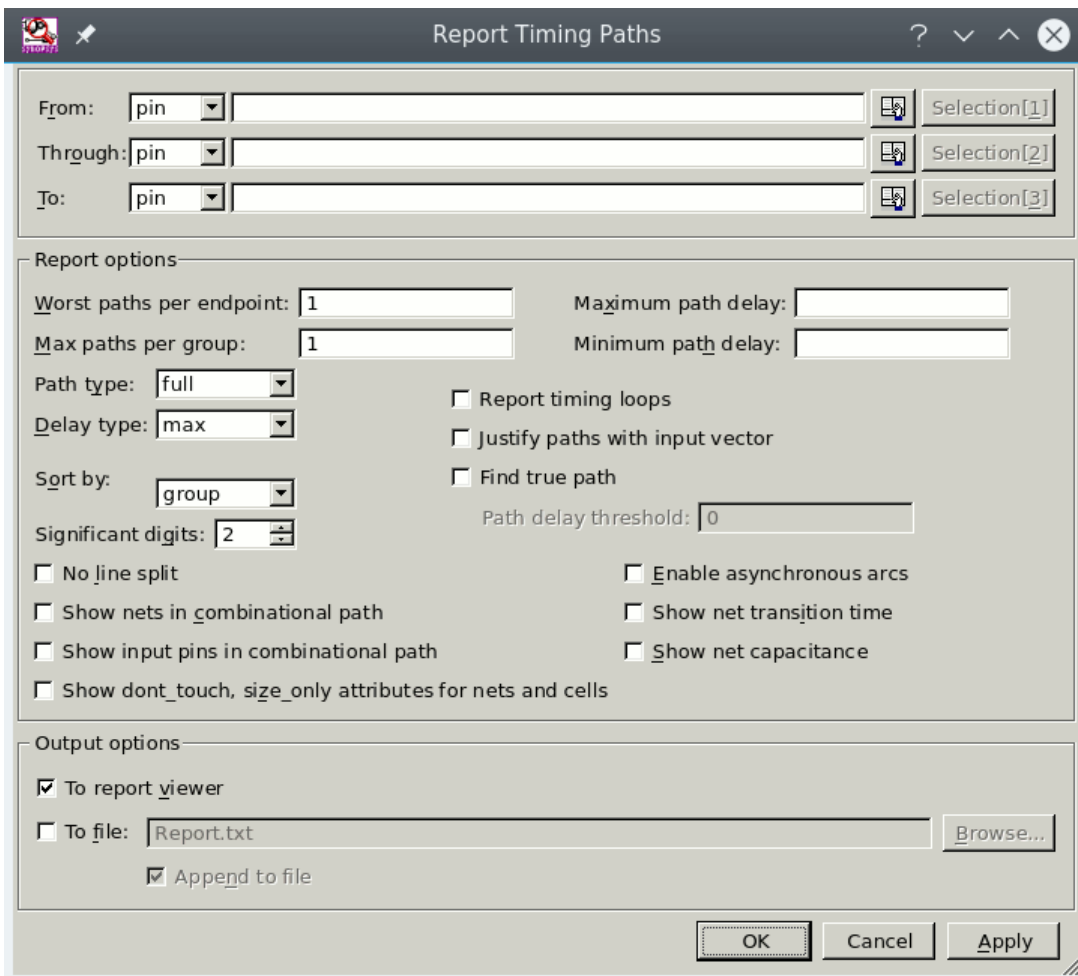 SYNOPSYS
Report Timing Paths
From: pin Selection[1]
Through: pin Selection[2]
To: pin Selection[3]
Report options
Worst paths per endpoint: 1 Maximum path delay:
Max paths per group: 1 Minimum path delay:
Path type: full
Report timing loops
Delay type: max
Justify paths with input vector
Sort by: group
Find true path
Path delay threshold: 0
Significant digits: 2
No line split Enable asynchronous arcs
Show nets in combinational path Show net transition time
Show input pins in combinational path Show net capacitance
Show dont_touch, size_only attributes for nets and cells
Output options
To report viewer
To file: Report.txt Browse...
Append to file
OK Cancel Apply